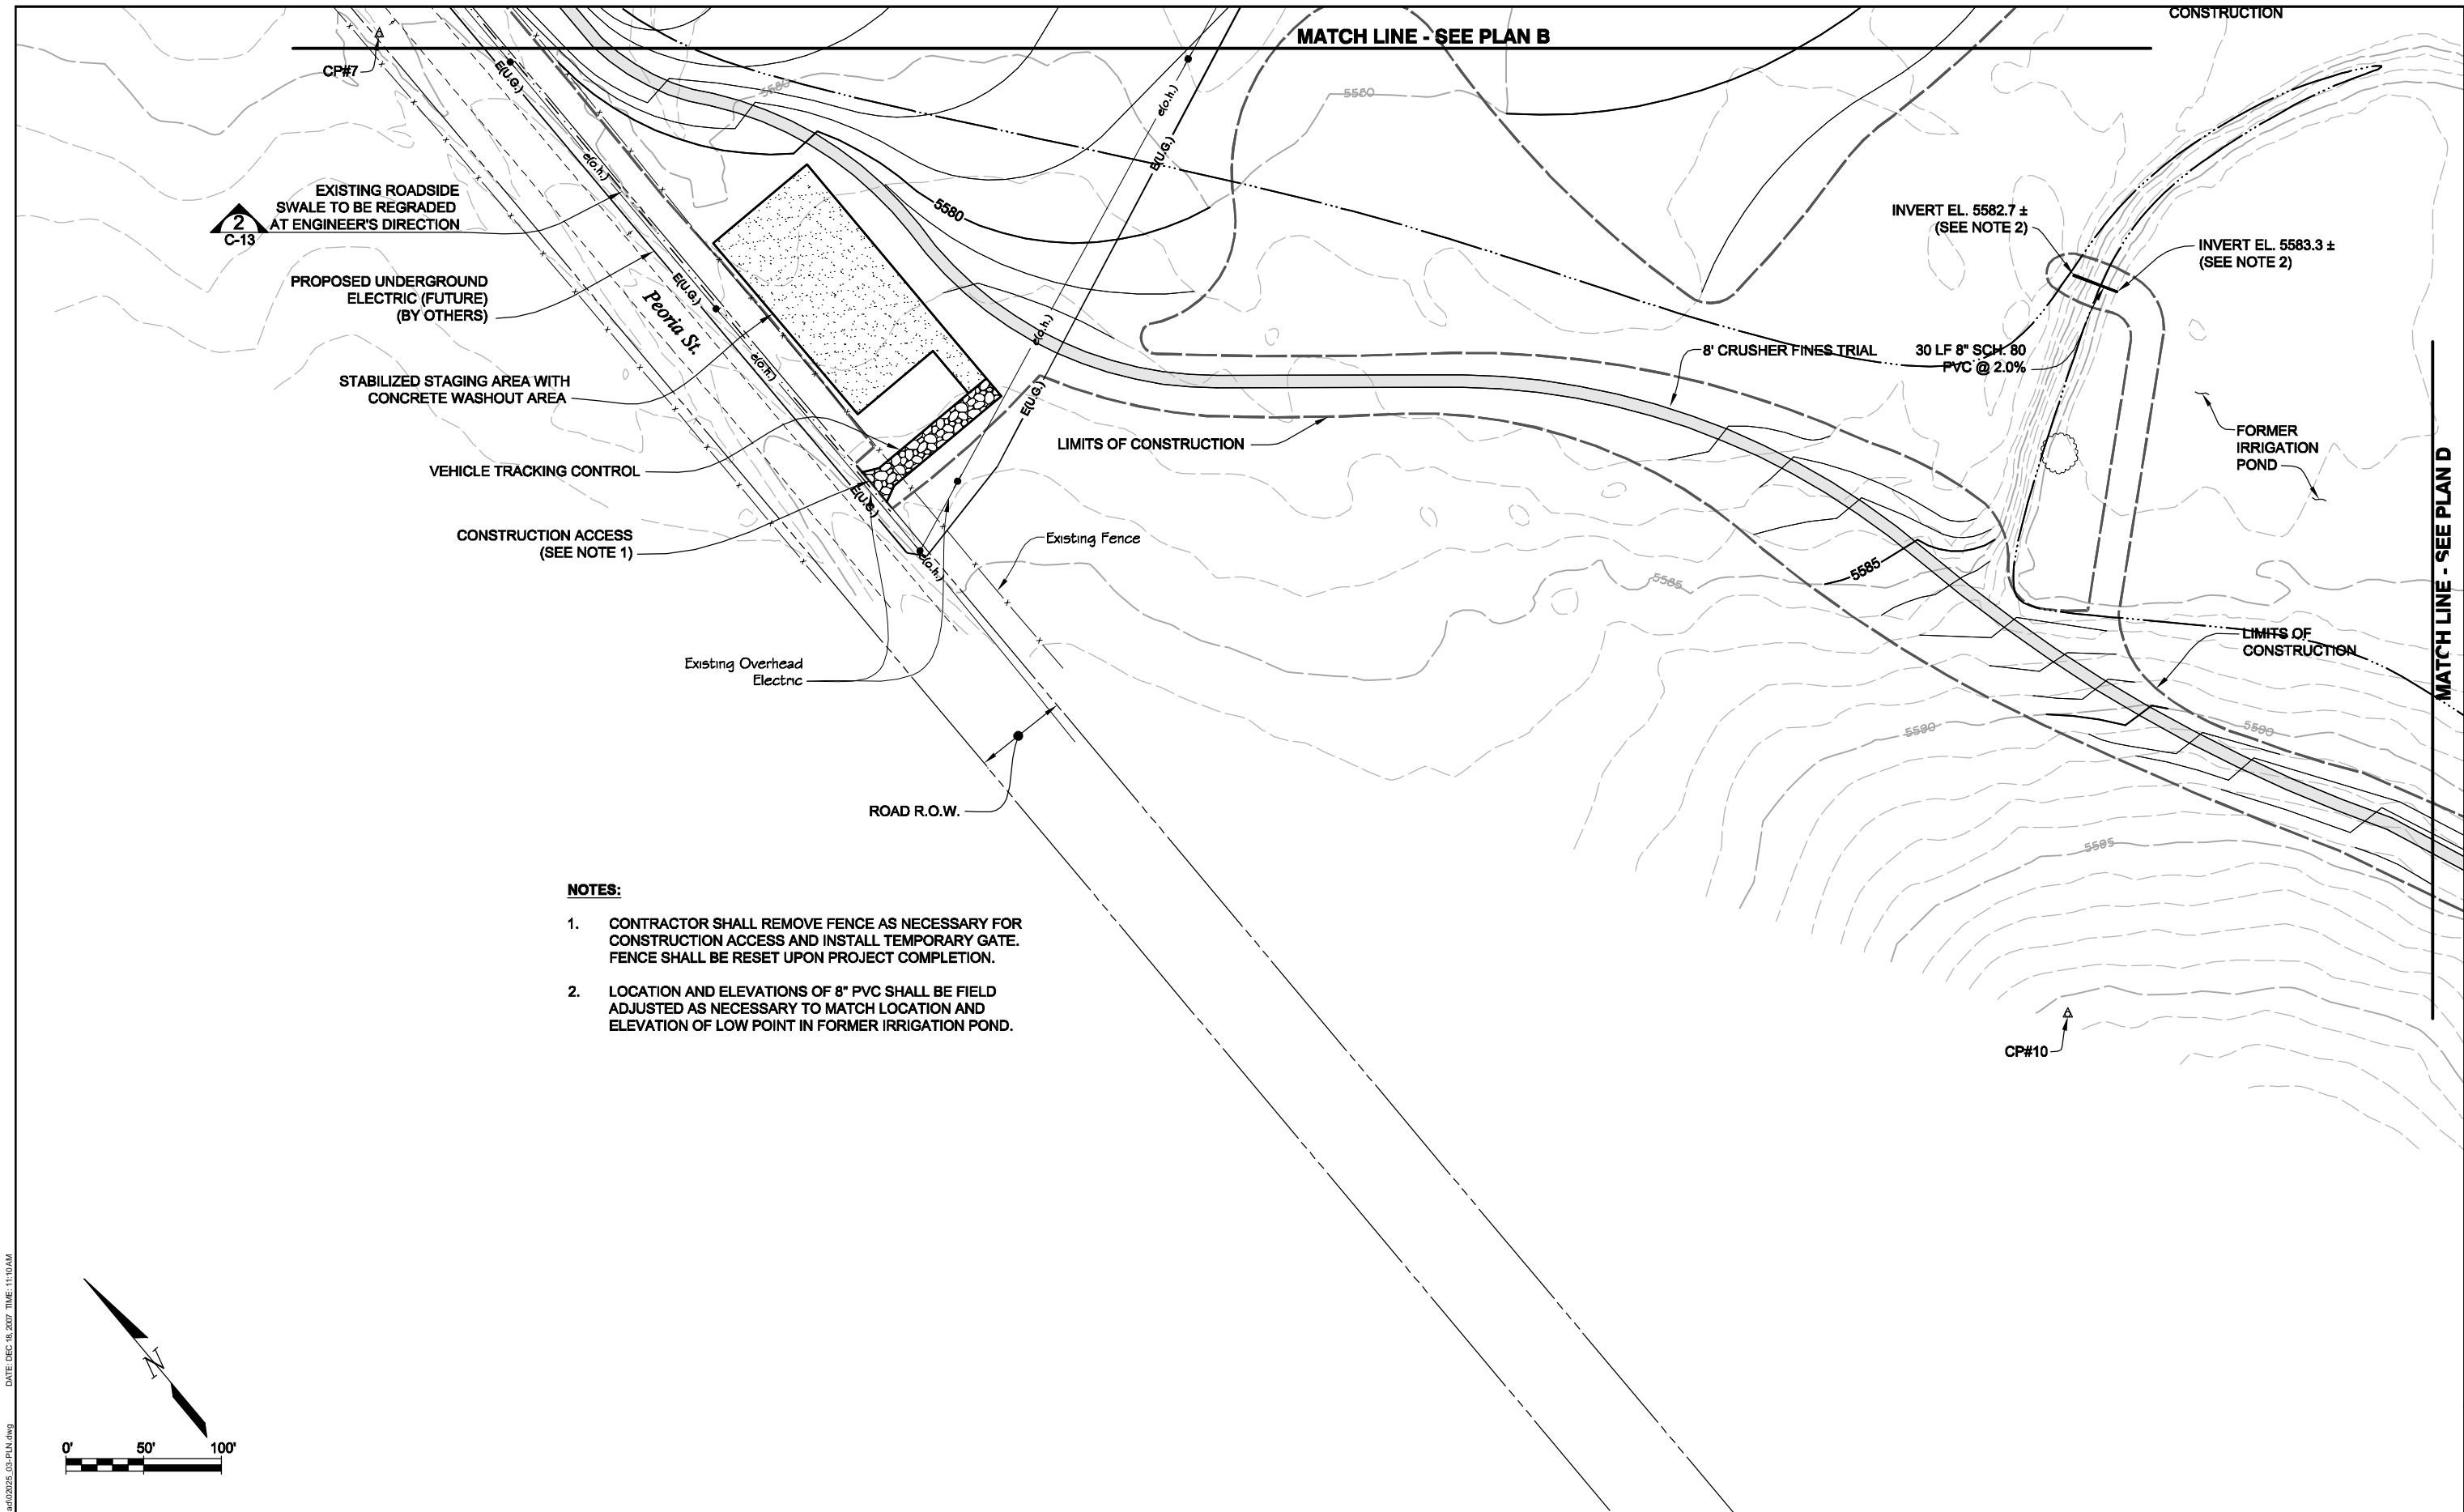 CONSTRUCTION
MATCH LINE - SEE PLAN B
CP#7
E(U.G.)
5580
e(o.h.)
5580
E(U.G.)
e(o.h.)
EXISTING ROADSIDE
SWALE TO BE REGRADED
AT ENGINEER'S DIRECTION
2
C-13
5580
INVERT EL. 5582.7 ±
(SEE NOTE 2)
INVERT EL. 5583.3 ±
(SEE NOTE 2)
PROPOSED UNDERGROUND
ELECTRIC (FUTURE)
(BY OTHERS)
E(U.G.)
Peoria St.
e(o.h.)
e(o.h.)
8' CRUSHER FINES TRIAL
30 LF 8" SCH. 80
PVC @ 2.0%
STABILIZED STAGING AREA WITH
CONCRETE WASHOUT AREA
E(U.G.)
LIMITS OF CONSTRUCTION
FORMER
IRRIGATION
POND
VEHICLE TRACKING CONTROL
E(U.G.)
CONSTRUCTION ACCESS
(SEE NOTE 1)
Existing Fence
e(o.h.)
5585
5585
MATCH LINE - SEE PLAN D
LIMITS OF
CONSTRUCTION
Existing Overhead
Electric
5590
5590
ROAD R.O.W.
5595
NOTES:
1. CONTRACTOR SHALL REMOVE FENCE AS NECESSARY FOR
CONSTRUCTION ACCESS AND INSTALL TEMPORARY GATE.
FENCE SHALL BE RESET UPON PROJECT COMPLETION.
2. LOCATION AND ELEVATIONS OF 8" PVC SHALL BE FIELD
ADJUSTED AS NECESSARY TO MATCH LOCATION AND
ELEVATION OF LOW POINT IN FORMER IRRIGATION POND.
CP#10
N
0' 50' 100'
ad\02025_03-PLN.dwg DATE: DEC 18, 2007 TIME: 11:10 AM